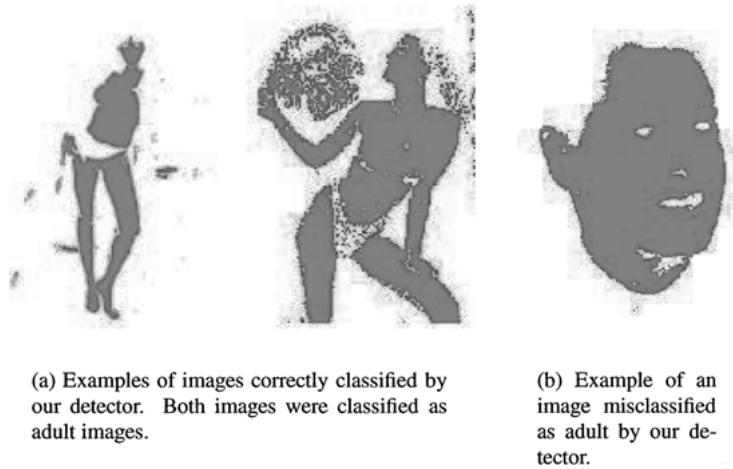 (a) Examples of images correctly classified by
our detector. Both images were classified as
adult images.
(b) Example of an
image misclassified
as adult by our de-
tector.